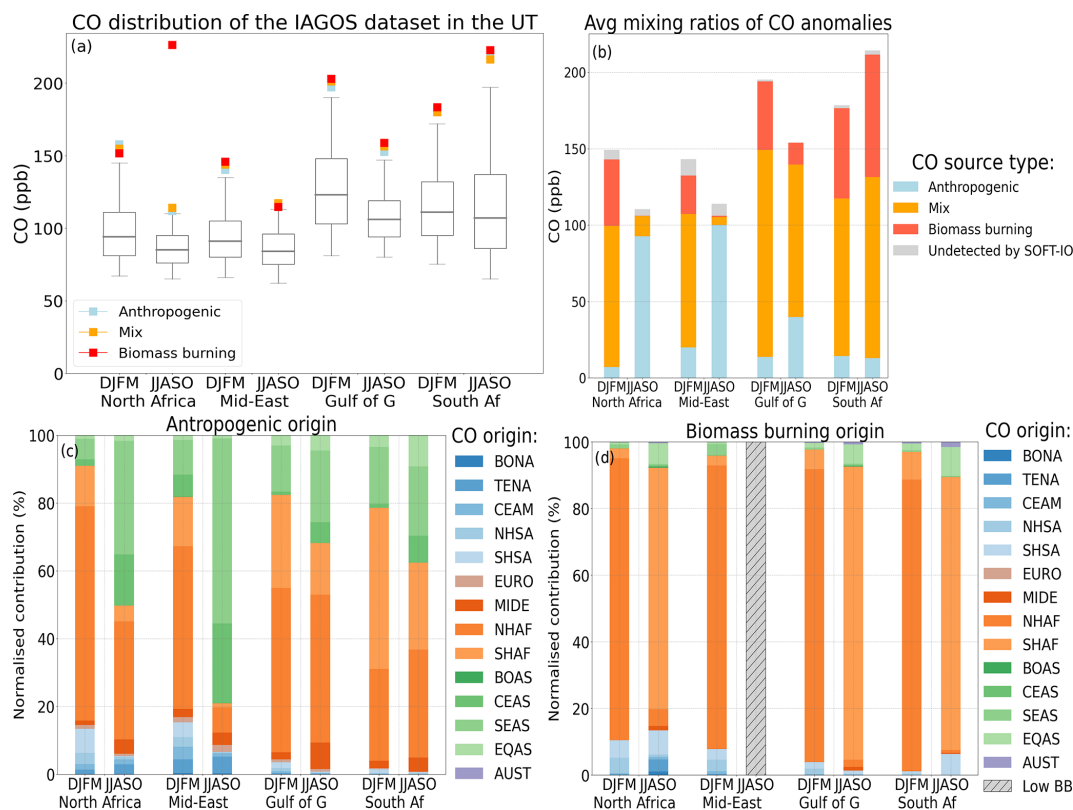 CO distribution of the IAGOS dataset in the UT
(a)
CO (ppb)
200
150
100
50
0
Anthropogenic
Mix
Biomass burning
DJFM JJASO DJFM JJASO DJFM JJASO DJFM JJASO
North Africa Mid-East Gulf of G South Af
Avg mixing ratios of CO anomalies
(b)
CO (ppb)
200
150
100
50
0
DJFMJJASO DJFMJJASO DJFMJJASO DJFMJJASO
North Africa Mid-East Gulf of G South Af
CO source type:
Anthropogenic
Mix
Biomass burning
Undetected by SOFT-IO
Antropogenic origin
(c)
Normalised contribution (%)
100
80
60
40
20
0
DJFM JJASO DJFM JJASO DJFM JJASO DJFM JJASO
North Africa Mid-East Gulf of G South Af
CO origin:
BONA
TENA
CEAM
NHSA
SHSA
EURO
MIDE
NHAF
SHAF
BOAS
CEAS
SEAS
EQAS
AUST
Biomass burning origin
(d)
Normalised contribution (%)
100
80
60
40
20
0
DJFM JJASO DJFM JJASO DJFM JJASO DJFM JJASO
North Africa Mid-East Gulf of G South Af
CO origin:
BONA
TENA
CEAM
NHSA
SHSA
EURO
MIDE
NHAF
SHAF
BOAS
CEAS
SEAS
EQAS
AUST
Low BB